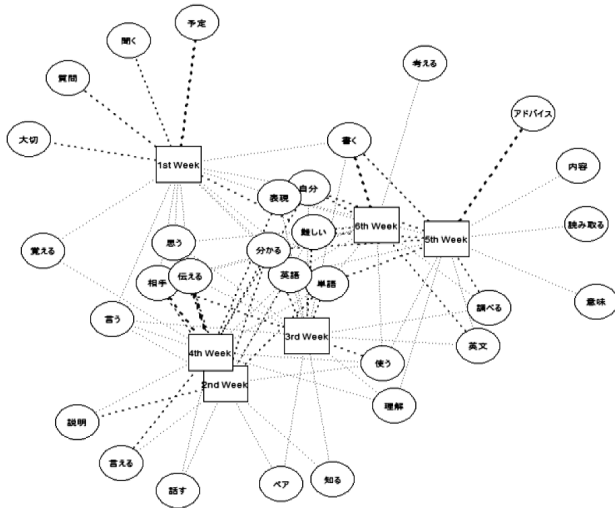 予定
聞く
質問
考える
アドバイス
大切
書く
内容
1st Week
自分
表現
読み取る
6th Week
5th Week
難しい
思う
分かる
覚える
英語
相手
伝える
単語
意味
調べる
言う
3rd Week
英文
4th Week
使う
2nd Week
理解
説明
言える
ペア
知る
話す